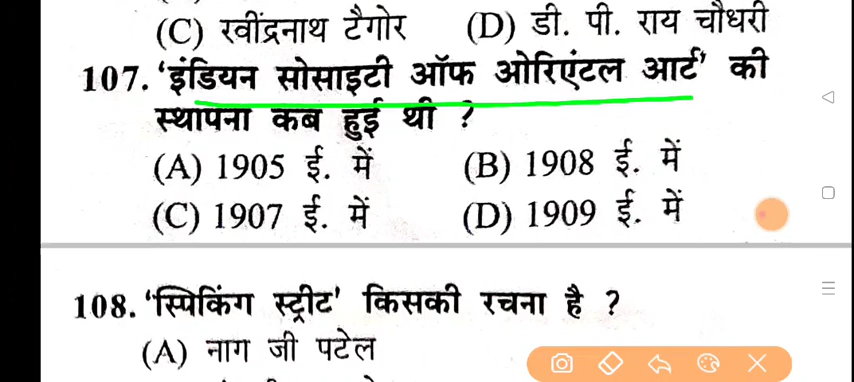 (C) रवींद्रनाथ टैगोर (D) डी. पी. राय चौधरी
107. 'इंडियन सोसाइटी ऑफ ओरिएंटल आर्ट' की
स्थापना कब हुई थी ?
(A) 1905 ई. में (B) 1908 ई. में
(C) 1907 ई. में (D) 1909 ई. में
108. 'स्पिकिंग स्ट्रीट' किसकी रचना है ?
(A) नाग जी पटेल